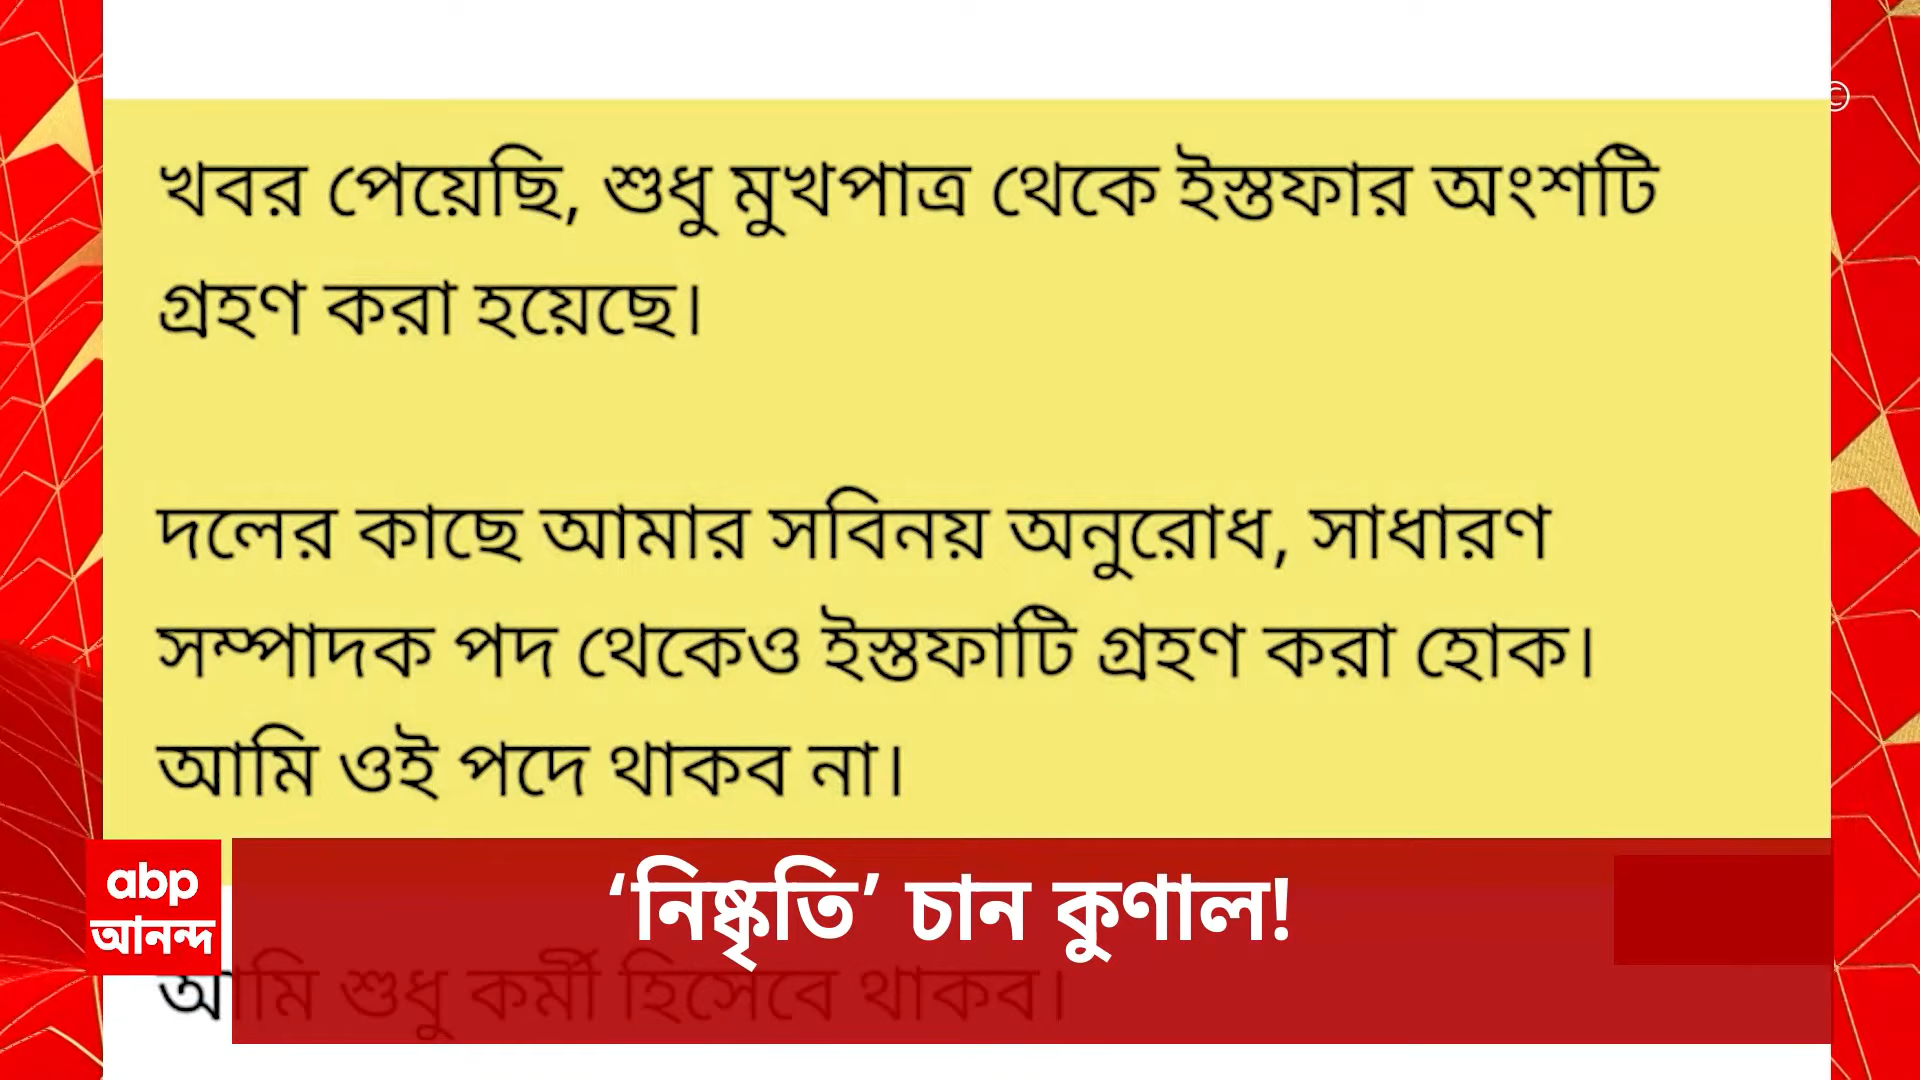 ©
খবর পেয়েছি, শুধু মুখপাত্র থেকে ইস্তফার অংশটি
গ্রহণ করা হয়েছে।
দলের কাছে আমার সবিনয় অনুরোধ, সাধারণ
সম্পাদক পদ থেকেও ইস্তফাটি গ্রহণ করা হোক।
আমি ওই পদে থাকব না।
abp
আনন্দ
‘নিষ্কৃতি’ চান কুণাল!
আমি শুধু কর্মী হিসেবে থাকব।